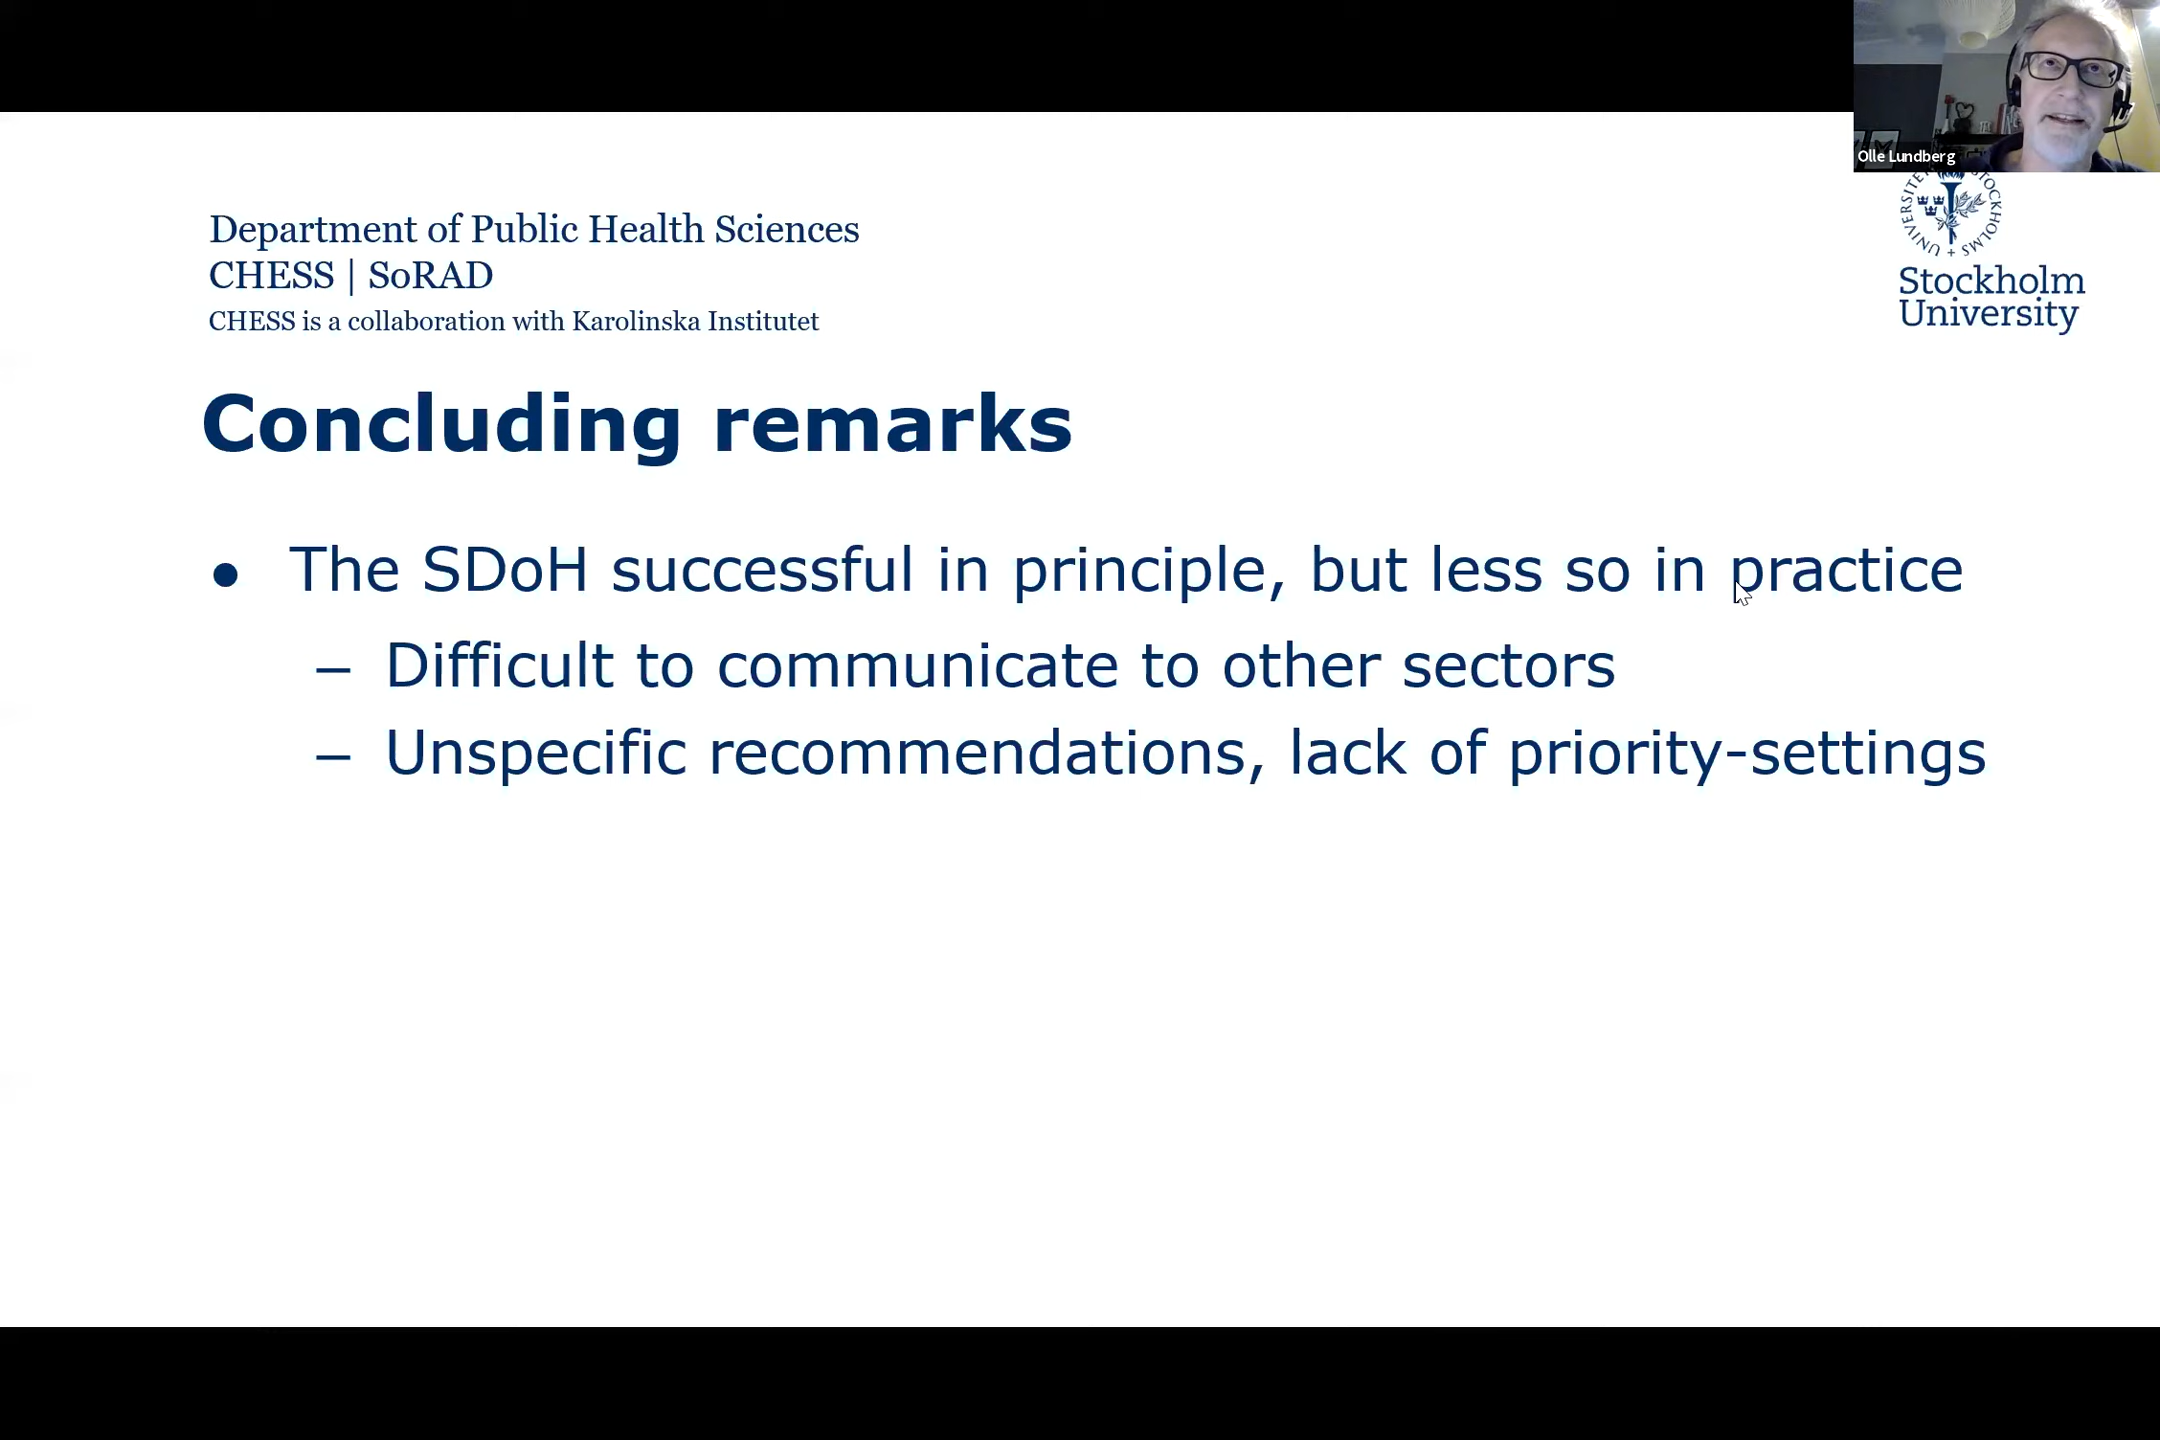 Olle Lundberg
Department of Public Health Sciences
CHESS | SoRAD
CHESS is a collaboration with Karolinska Institutet
Stockholm
University
Concluding remarks
• The SDoH successful in principle, but less so in practice
– Difficult to communicate to other sectors
– Unspecific recommendations, lack of priority-settings